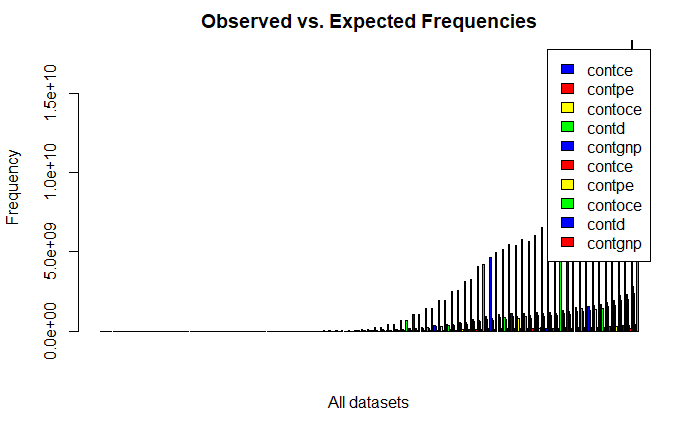 Observed vs. Expected Frequencies
Frequency
1.5e+10
1.0e+10
5.0e+09
0.0e+00
contce
contpe
contoce
contd
contgnp
contce
contpe
contoce
contd
contgnp
All datasets